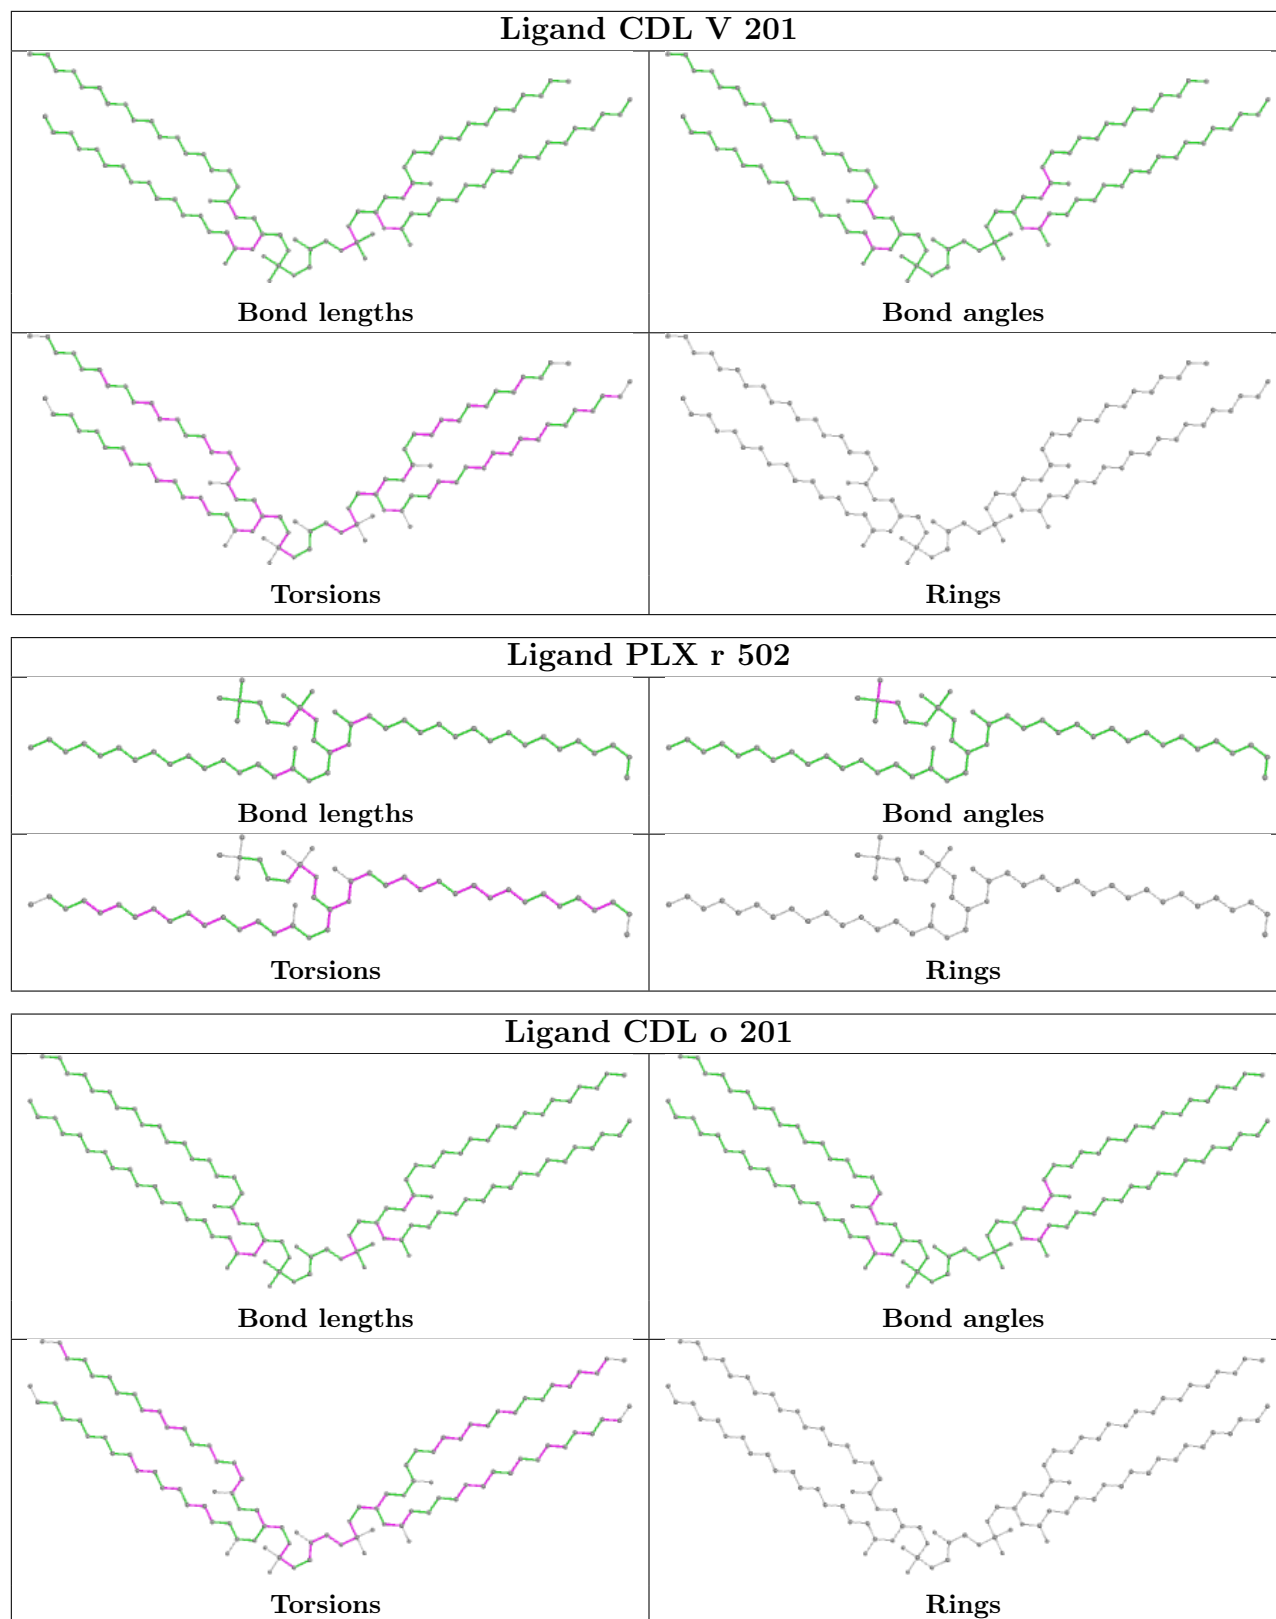 Ligand CDL V 201
Bond lengths
Bond angles
Torsions
Rings
Ligand PLX r 502
Bond lengths
Bond angles
Torsions
Rings
Ligand CDL o 201
Bond lengths
Bond angles
Torsions
Rings